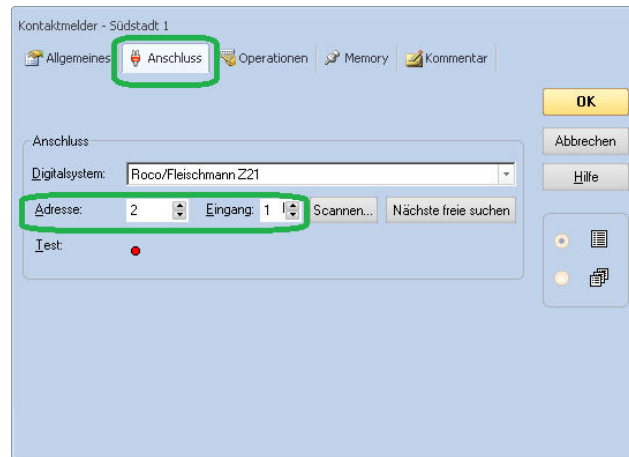 Kontaktmelder - Südstadt 1
Allgemeines Anschluss Operationen Memory Kommentar
OK
Anschluss
Abbrechen
Digitalsystem: Roco/Fleischmann Z21
Hilfe
Adresse: 2 Eingang: 1 Scannen... Nächste freie suchen
Test: